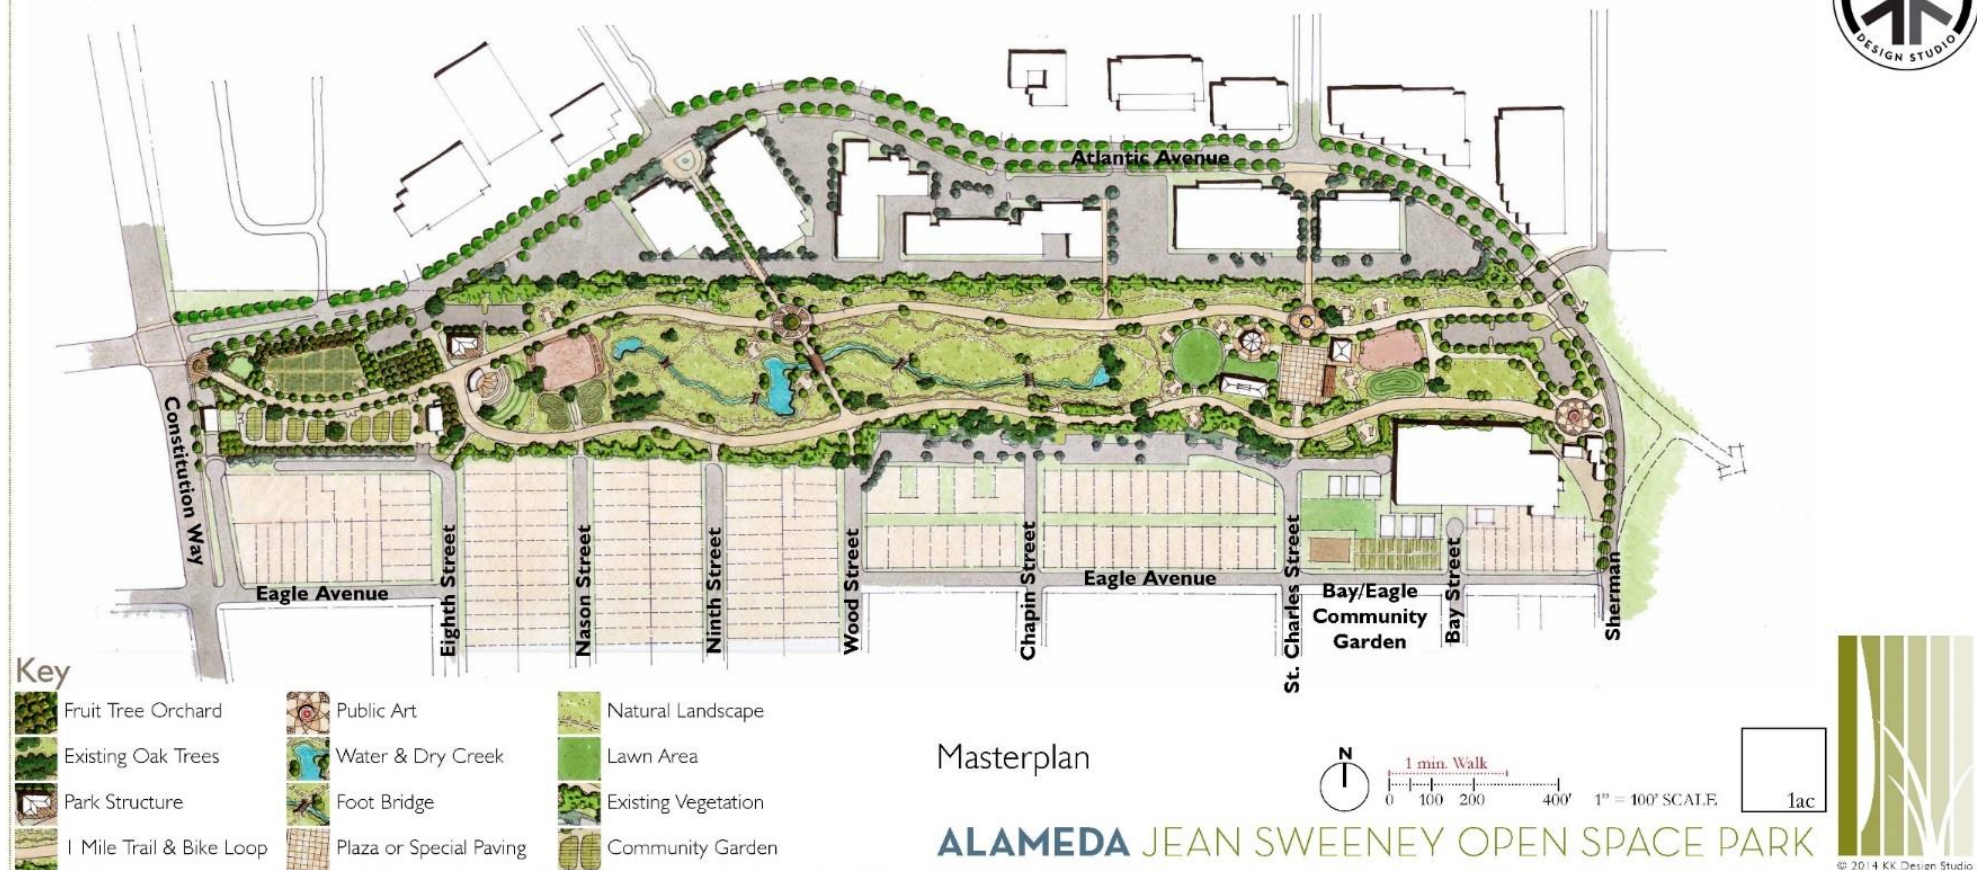 DESIGN STUDIO
Atlantic Avenue
Constitution Way
Eagle Avenue
Eighth Street
Nason Street
Ninth Street
Wood Street
Chapin Street
Eagle Avenue
St. Charles Street
Bay/Eagle
Community
Garden
Bay Street
Sherman
Key
Fruit Tree Orchard
Existing Oak Trees
Park Structure
1 Mile Trail & Bike Loop
Public Art
Water & Dry Creek
Foot Bridge
Plaza or Special Paving
Natural Landscape
Lawn Area
Existing Vegetation
Community Garden
Masterplan
N
1 min. Walk
0 100 200 400' 1" = 100' SCALE
1ac
ALAMEDA JEAN SWEENEY OPEN SPACE PARK
© 2014 KK Design Studio